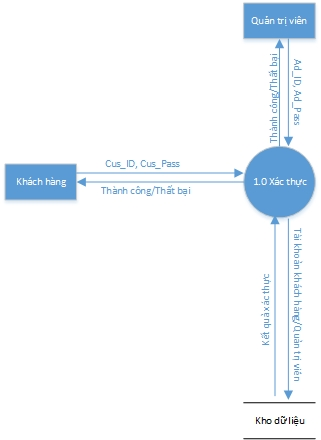 Quản trị viên
Thành công/Thất bại
Ad_ID, Ad_Pass
Cus_ID, Cus_Pass
Khách hàng
1.0 Xác thực
Thành công/Thất bại
Kết quả xác thực
Tài khoản khách hàng/Quản trị viên
Kho dữ liệu